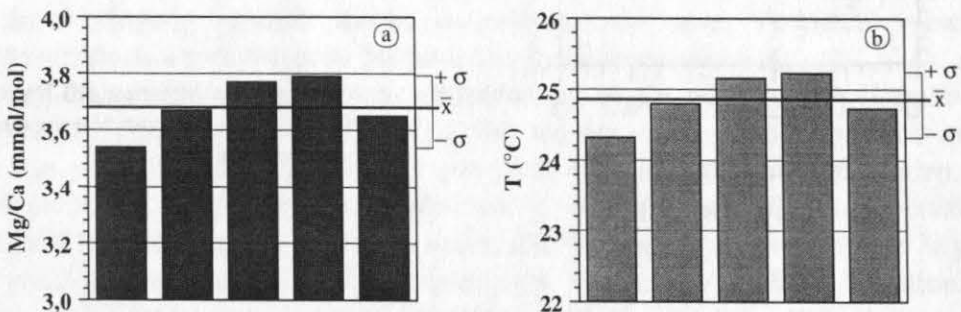 4,0
3,8
3,6
3,4
3,2
3,0
Mg/Ca (mmol/mol)
a
+ σ
x̄
− σ
26
25
24
23
22
T (°C)
b
+ σ
x̄
− σ